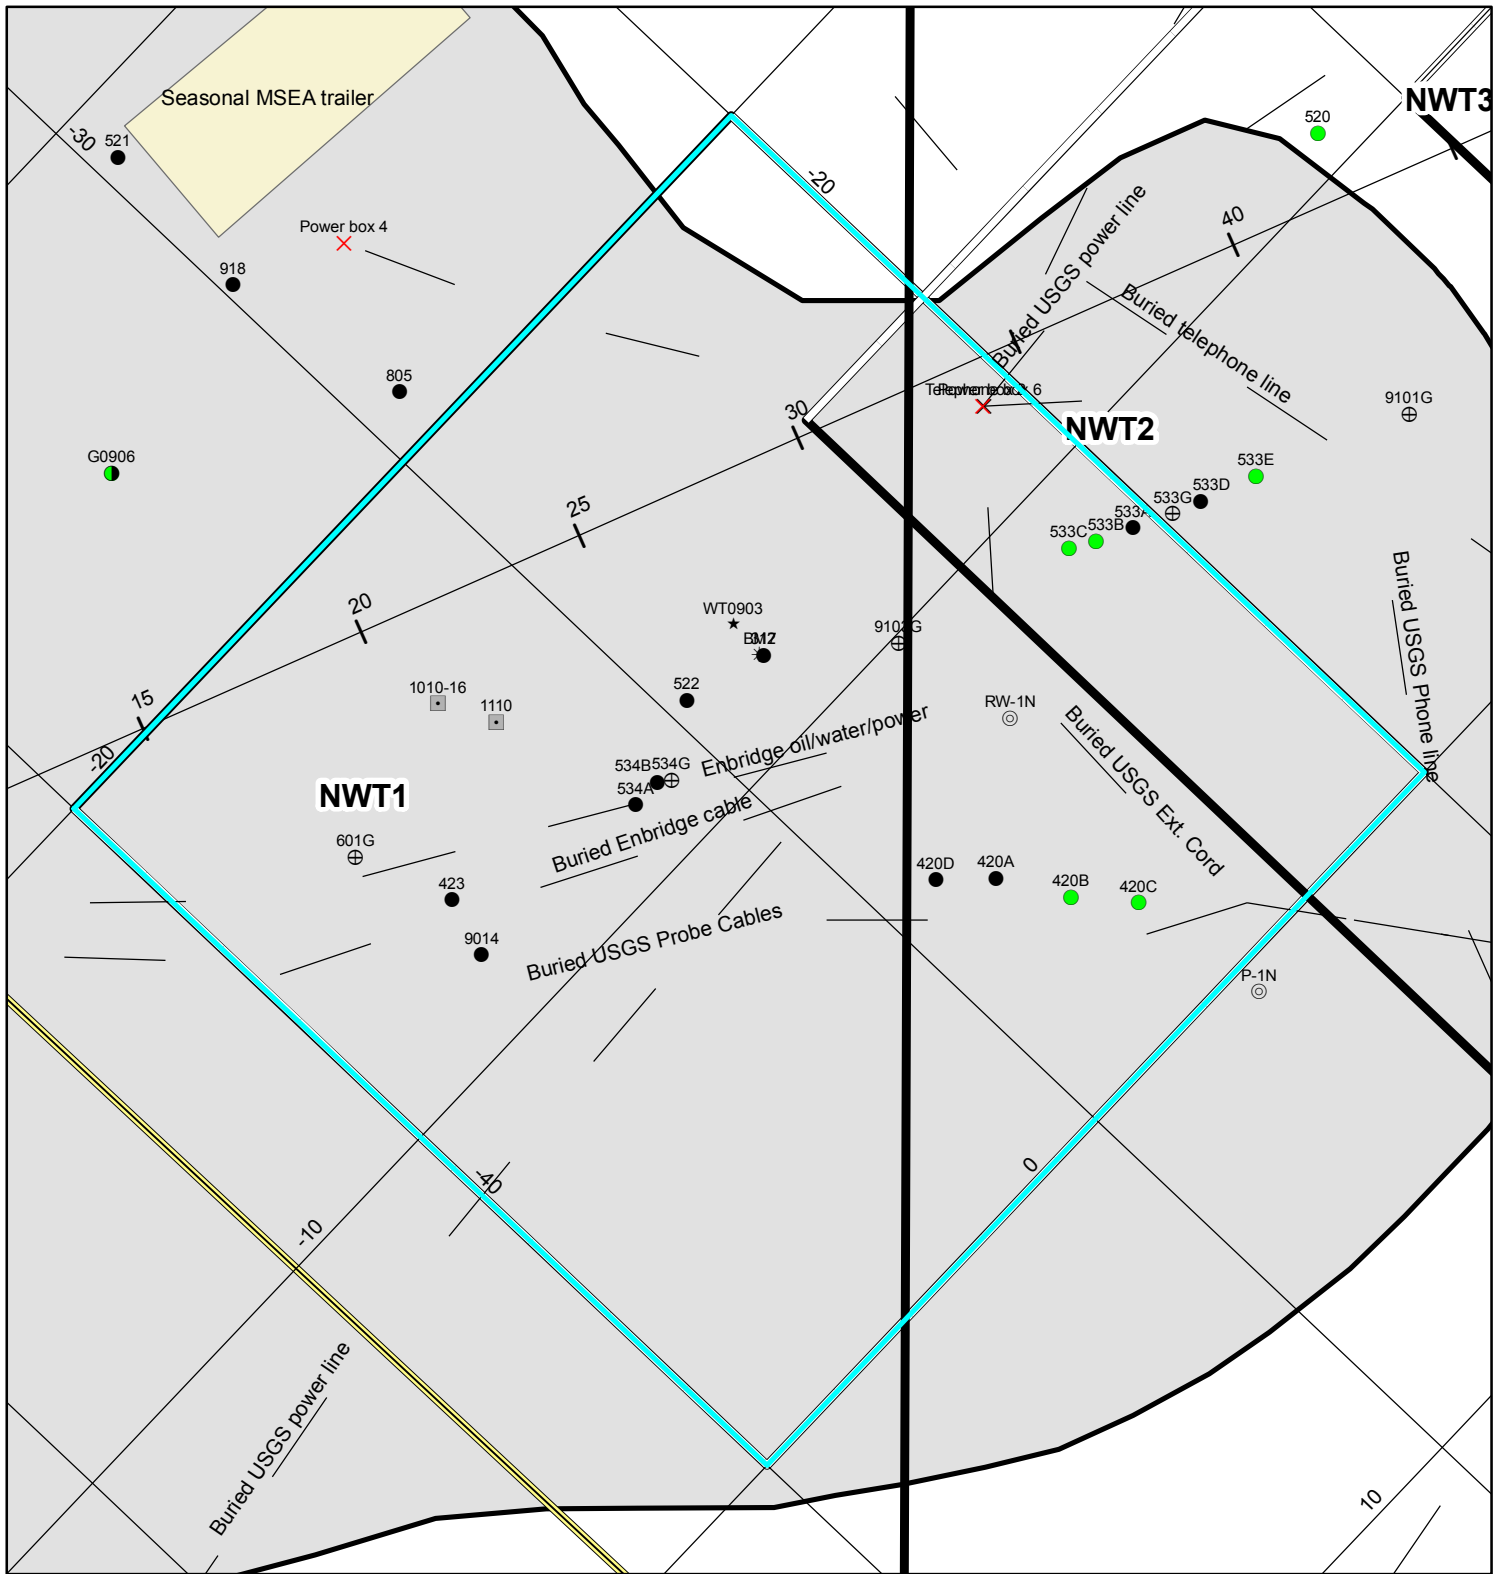 NWT3
Seasonal MSEA trailer
520
-30
521
-20
Buried USGS power line
40
Power box 4
918
Buried telephone line
805
6
30
9101G
NWT2
G0906
533E
533D
533G
25
533A
533B
533C
Buried USGS Phone line
20
WT0903
9103G
312
1010-16
522
15
1110
RW-1N
Enbridge oil/water/power
Buried USGS Ext. Cord
-20
534B
534G
534A
NWT1
Buried Enbridge cable
601G
420D
420A
420B
420C
423
Buried USGS Probe Cables
9014
P-1N
0
-40
-10
Buried USGS power line
10